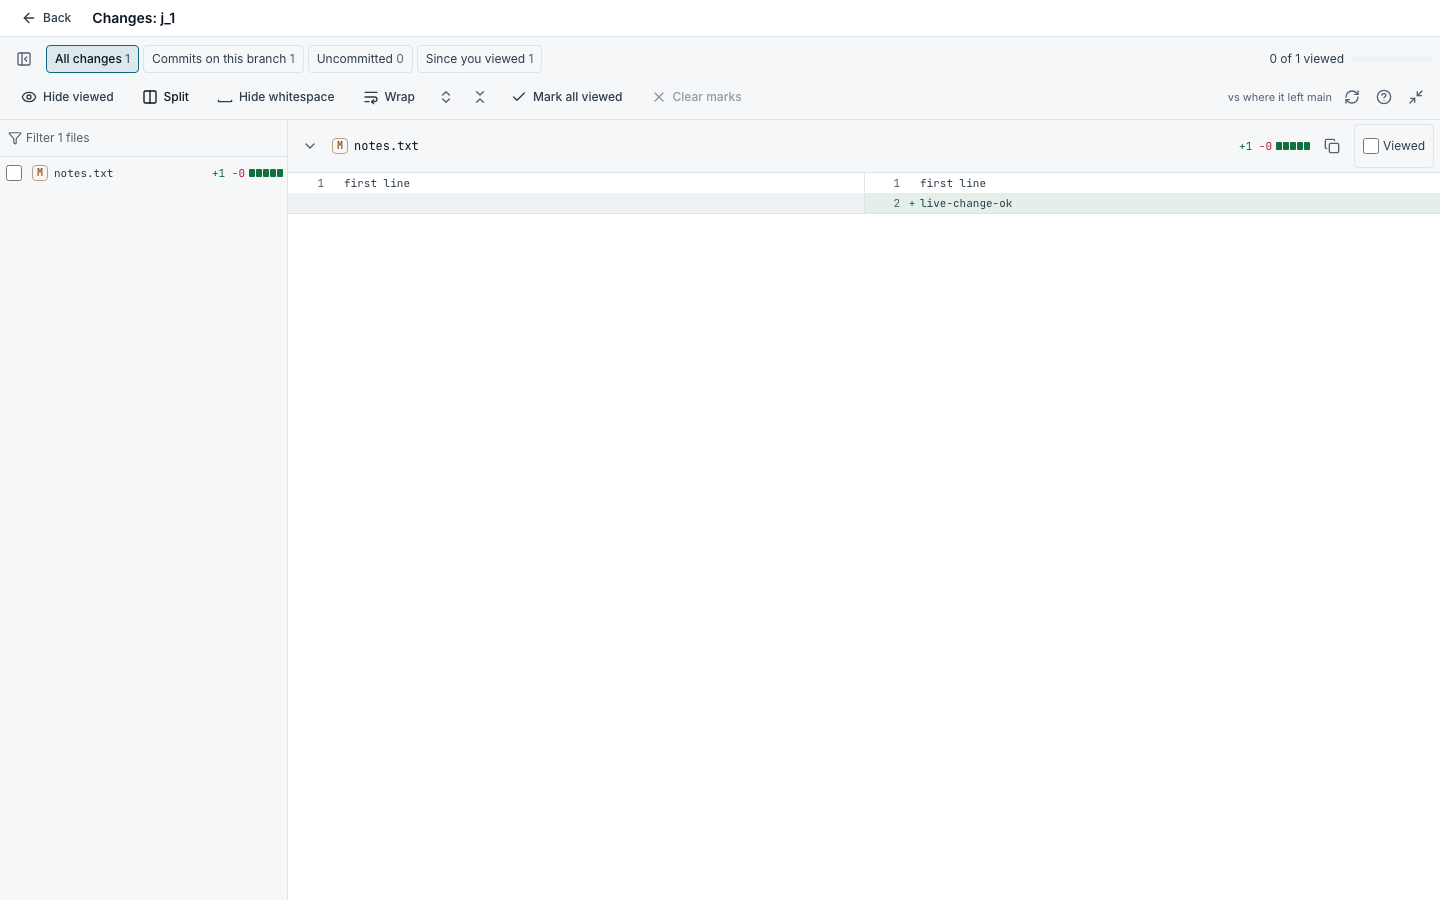 Back Changes: j_1
All changes 1 Commits on this branch 1 Uncommitted 0 Since you viewed 1 0 of 1 viewed
Hide viewed Split Hide whitespace Wrap Mark all viewed Clear marks vs where it left main
Filter 1 files
M notes.txt +1 -0
M notes.txt +1 -0 Viewed
1 first line 1 first line
2 + live-change-ok